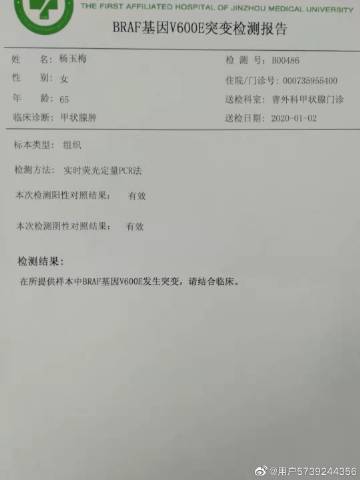 THE FIRST AFFILIATED HOSPITAL OF JINZHOU MEDICAL UNIVERSITY
BRAF基因V600E突变检测报告
姓 名: 杨玉梅 检 测 号: B00486
性 别: 女 住院/门诊号: 000735955400
年 龄: 65 送检科室: 普外科甲状腺门诊
临床诊断: 甲状腺肿 送检日期: 2020-01-02
标本类型: 组织
检测方法: 实时荧光定量PCR法
本次检测阳性对照结果: 有效
本次检测阴性对照结果: 有效
检测结果:
在所提供样本中BRAF基因V600E发生突变,请结合临床。
@用户5739244356